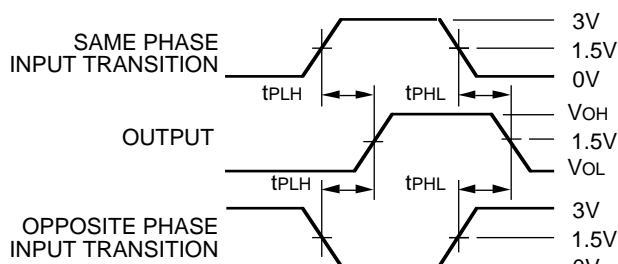 3V
SAME PHASE
INPUT TRANSITION
1.5V
0V
tPLH
tPHL
VOH
OUTPUT
1.5V
VOL
tPLH
tPHL
3V
OPPOSITE PHASE
INPUT TRANSITION
1.5V
0V